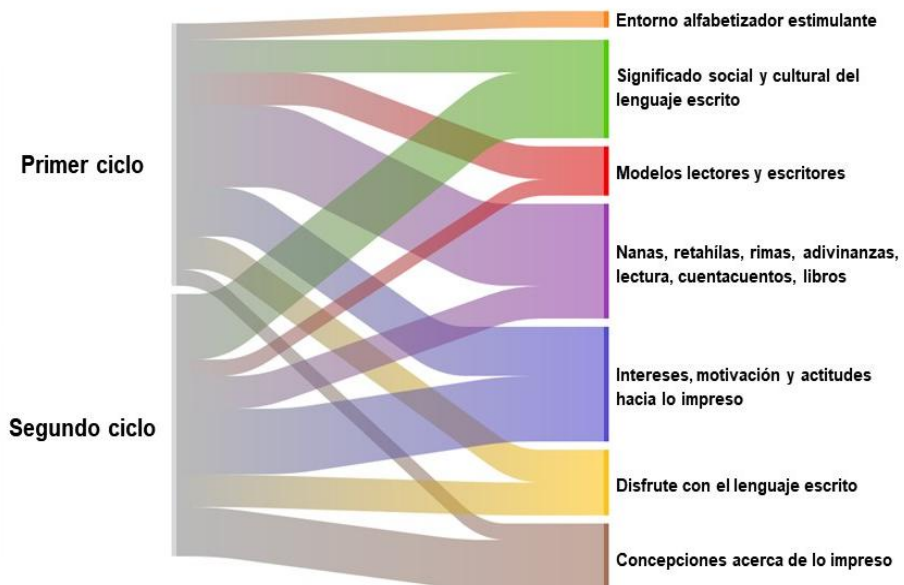 Primer ciclo
Segundo ciclo
Entorno alfabetizador estimulante
Significado social y cultural del
lenguaje escrito
Modelos lectores y escritores
Nanas, retahílas, rimas, adivinanzas,
lectura, cuentacuentos, libros
Intereses, motivación y actitudes
hacia lo impreso
Disfrute con el lenguaje escrito
Concepciones acerca de lo impreso